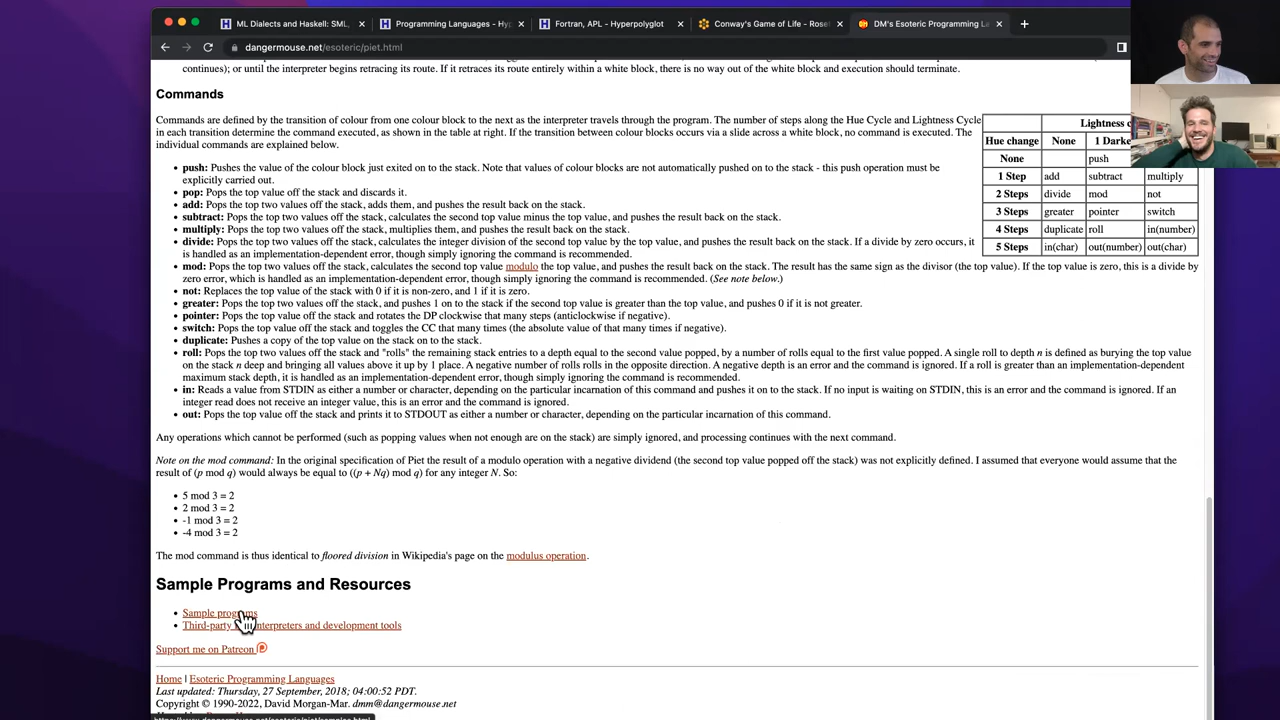 ML Dialects and Haskell: SML,
Programming Languages - Hyp
Fortran, APL - Hyperpolyglot
Conway's Game of Life - Rose
DM's Esoteric Programming La
dangermouse.net/esoteric/piet.html
continues); or until the interpreter begins retracing its route. If it retraces its route entirely within a white block, there is no way out of the white block and execution should terminate.
Commands
Commands are defined by the transition of colour from one colour block to the next as the interpreter travels through the program. The number of steps along the Hue Cycle and Lightness Cycle
in each transition determine the command executed, as shown in the table at right. If the transition between colour blocks occurs via a slide across a white block, no command is executed. The
individual commands are explained below.
Lightness c
Hue change None 1 Darke
None push
1 Step add subtract multiply
2 Steps divide mod not
3 Steps greater pointer switch
4 Steps duplicate roll in(number)
5 Steps in(char) out(number) out(char)
• push: Pushes the value of the colour block just exited on to the stack. Note that values of colour blocks are not automatically pushed on to the stack - this push operation must be
explicitly carried out.
• pop: Pops the top value off the stack and discards it.
• add: Pops the top two values off the stack, adds them, and pushes the result back on the stack.
• subtract: Pops the top two values off the stack, calculates the second top value minus the top value, and pushes the result back on the stack.
• multiply: Pops the top two values off the stack, multiplies them, and pushes the result back on the stack.
• divide: Pops the top two values off the stack, calculates the integer division of the second top value by the top value, and pushes the result back on the stack. If a divide by zero occurs, it
is handled as an implementation-dependent error, though simply ignoring the command is recommended.
• mod: Pops the top two values off the stack, calculates the second top value modulo the top value, and pushes the result back on the stack. The result has the same sign as the divisor (the top value). If the top value is zero, this is a divide by
zero error, which is handled as an implementation-dependent error, though simply ignoring the command is recommended. (See note below.)
• not: Replaces the top value of the stack with 0 if it is non-zero, and 1 if it is zero.
• greater: Pops the top two values off the stack, and pushes 1 on to the stack if the second top value is greater than the top value, and pushes 0 if it is not greater.
• pointer: Pops the top value off the stack and rotates the DP clockwise that many steps (anticlockwise if negative).
• switch: Pops the top value off the stack and toggles the CC that many times (the absolute value of that many times if negative).
• duplicate: Pushes a copy of the top value on the stack on to the stack.
• roll: Pops the top two values off the stack and "rolls" the remaining stack entries to a depth equal to the second value popped, by a number of rolls equal to the first value popped. A single roll to depth n is defined as burying the top value
on the stack n deep and bringing all values above it up by 1 place. A negative number of rolls rolls in the opposite direction. A negative depth is an error and the command is ignored. If a roll is greater than an implementation-dependent
maximum stack depth, it is handled as an implementation-dependent error, though simply ignoring the command is recommended.
• in: Reads a value from STDIN as either a number or character, depending on the particular incarnation of this command and pushes it on to the stack. If no input is waiting on STDIN, this is an error and the command is ignored. If an
integer read does not receive an integer value, this is an error and the command is ignored.
• out: Pops the top value off the stack and prints it to STDOUT as either a number or character, depending on the particular incarnation of this command.
Any operations which cannot be performed (such as popping values when not enough are on the stack) are simply ignored, and processing continues with the next command.
Note on the mod command: In the original specification of Piet the result of a modulo operation with a negative dividend (the second top value popped off the stack) was not explicitly defined. I assumed that everyone would assume that the
result of (p mod q) would always be equal to ((p + Nq) mod q) for any integer N. So:
• 5 mod 3 = 2
• 2 mod 3 = 2
• -1 mod 3 = 2
• -4 mod 3 = 2
The mod command is thus identical to floored division in Wikipedia's page on the modulus operation.
Sample Programs and Resources
• Sample programs
• Third-party interpreters and development tools
Support me on Patreon
Home | Esoteric Programming Languages
Last updated: Thursday, 27 September, 2018; 04:00:52 PDT.
Copyright © 1990-2022, David Morgan-Mar. dmm@dangermouse.net